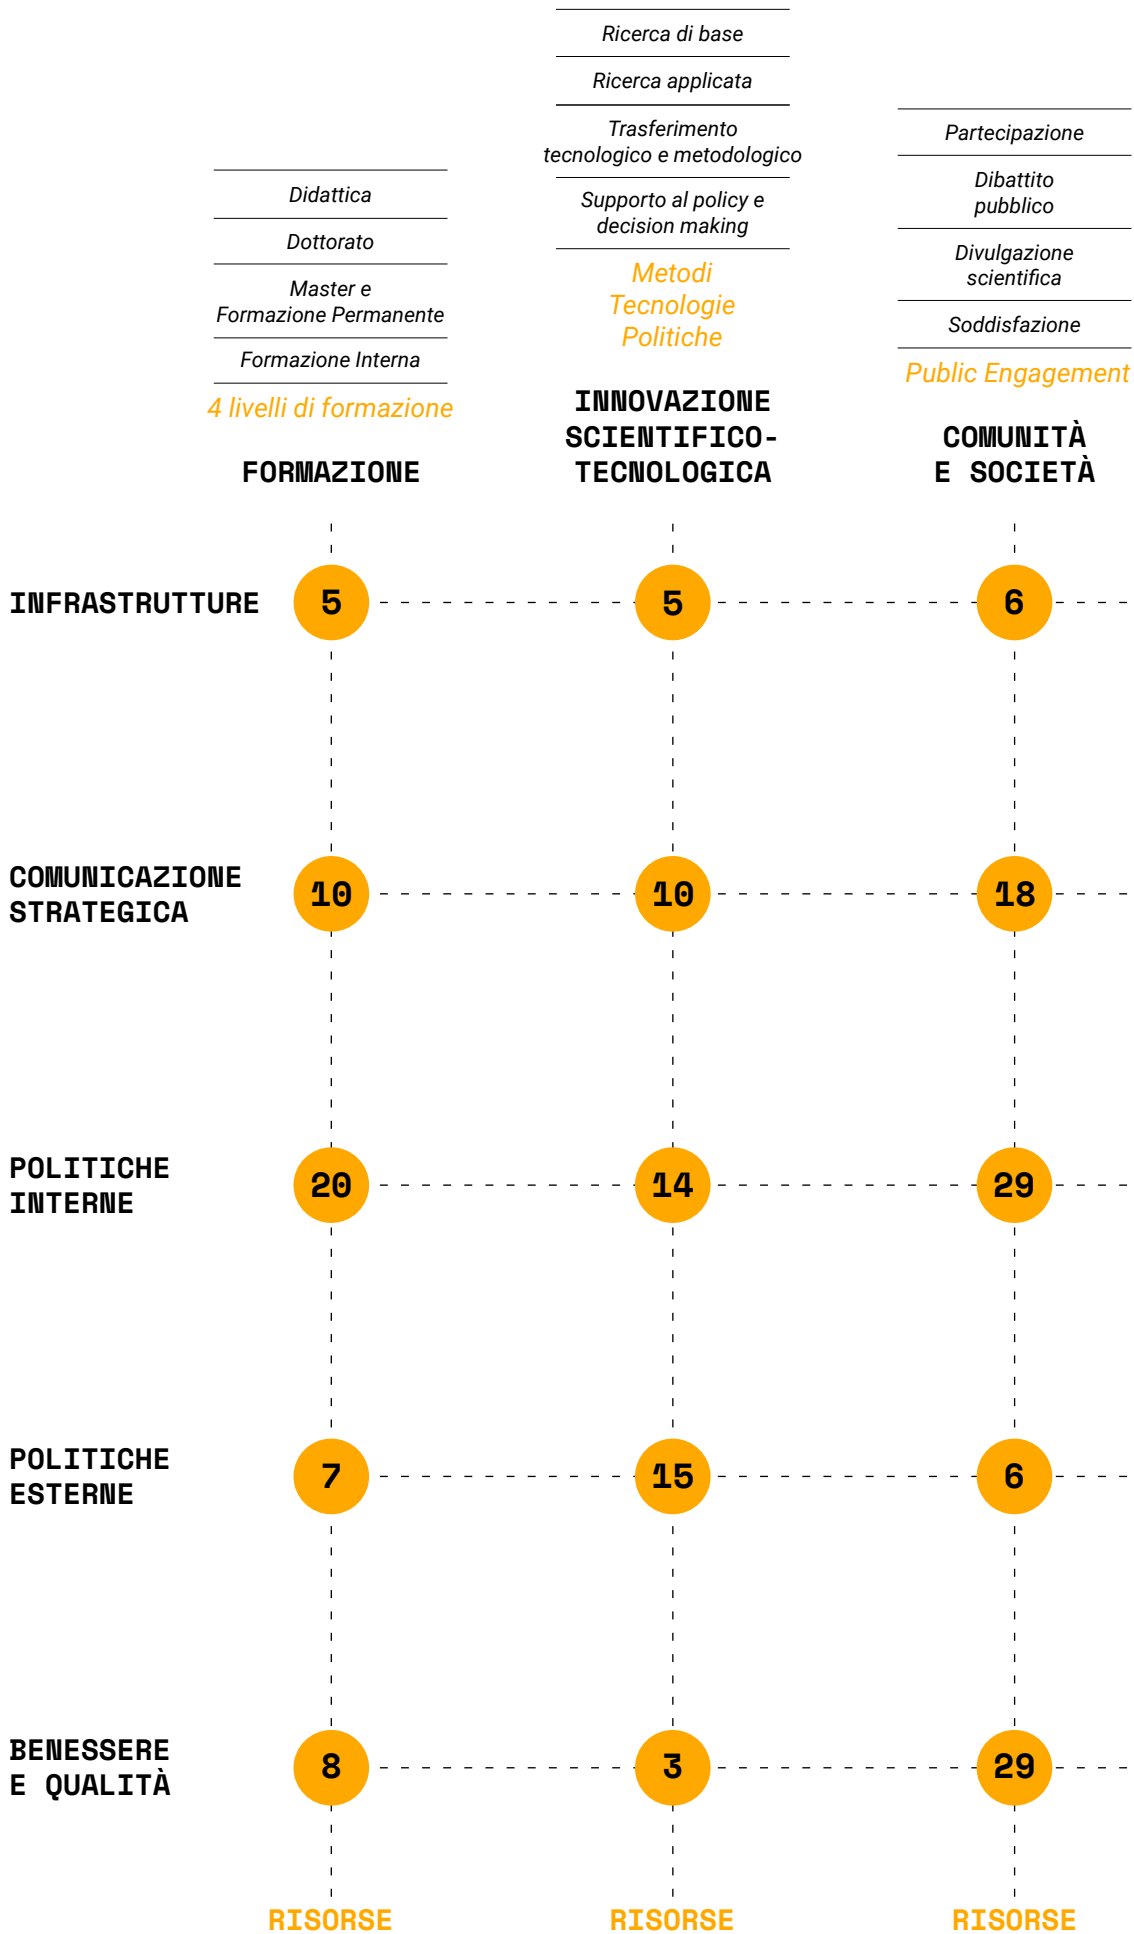 Didattica
Dottorato
Master e
Formazione Permanente
Formazione Interna
4 livelli di formazione
FORMAZIONE
Ricerca di base
Ricerca applicata
Trasferimento
tecnologico e metodologico
Supporto al policy e
decision making
Metodi
Tecnologie
Politiche
INNOVAZIONE
SCIENTIFICO-
TECNOLOGICA
Partecipazione
Dibattito
pubblico
Divulgazione
scientifica
Soddisfazione
Public Engagement
COMUNITÀ
E SOCIETÀ
INFRASTRUTTURE
5
5
6
COMUNICAZIONE
STRATEGICA
10
10
18
POLITICHE
INTERNE
20
14
29
POLITICHE
ESTERNE
7
15
6
BENESSERE
E QUALITÀ
8
3
29
RISORSE
RISORSE
RISORSE